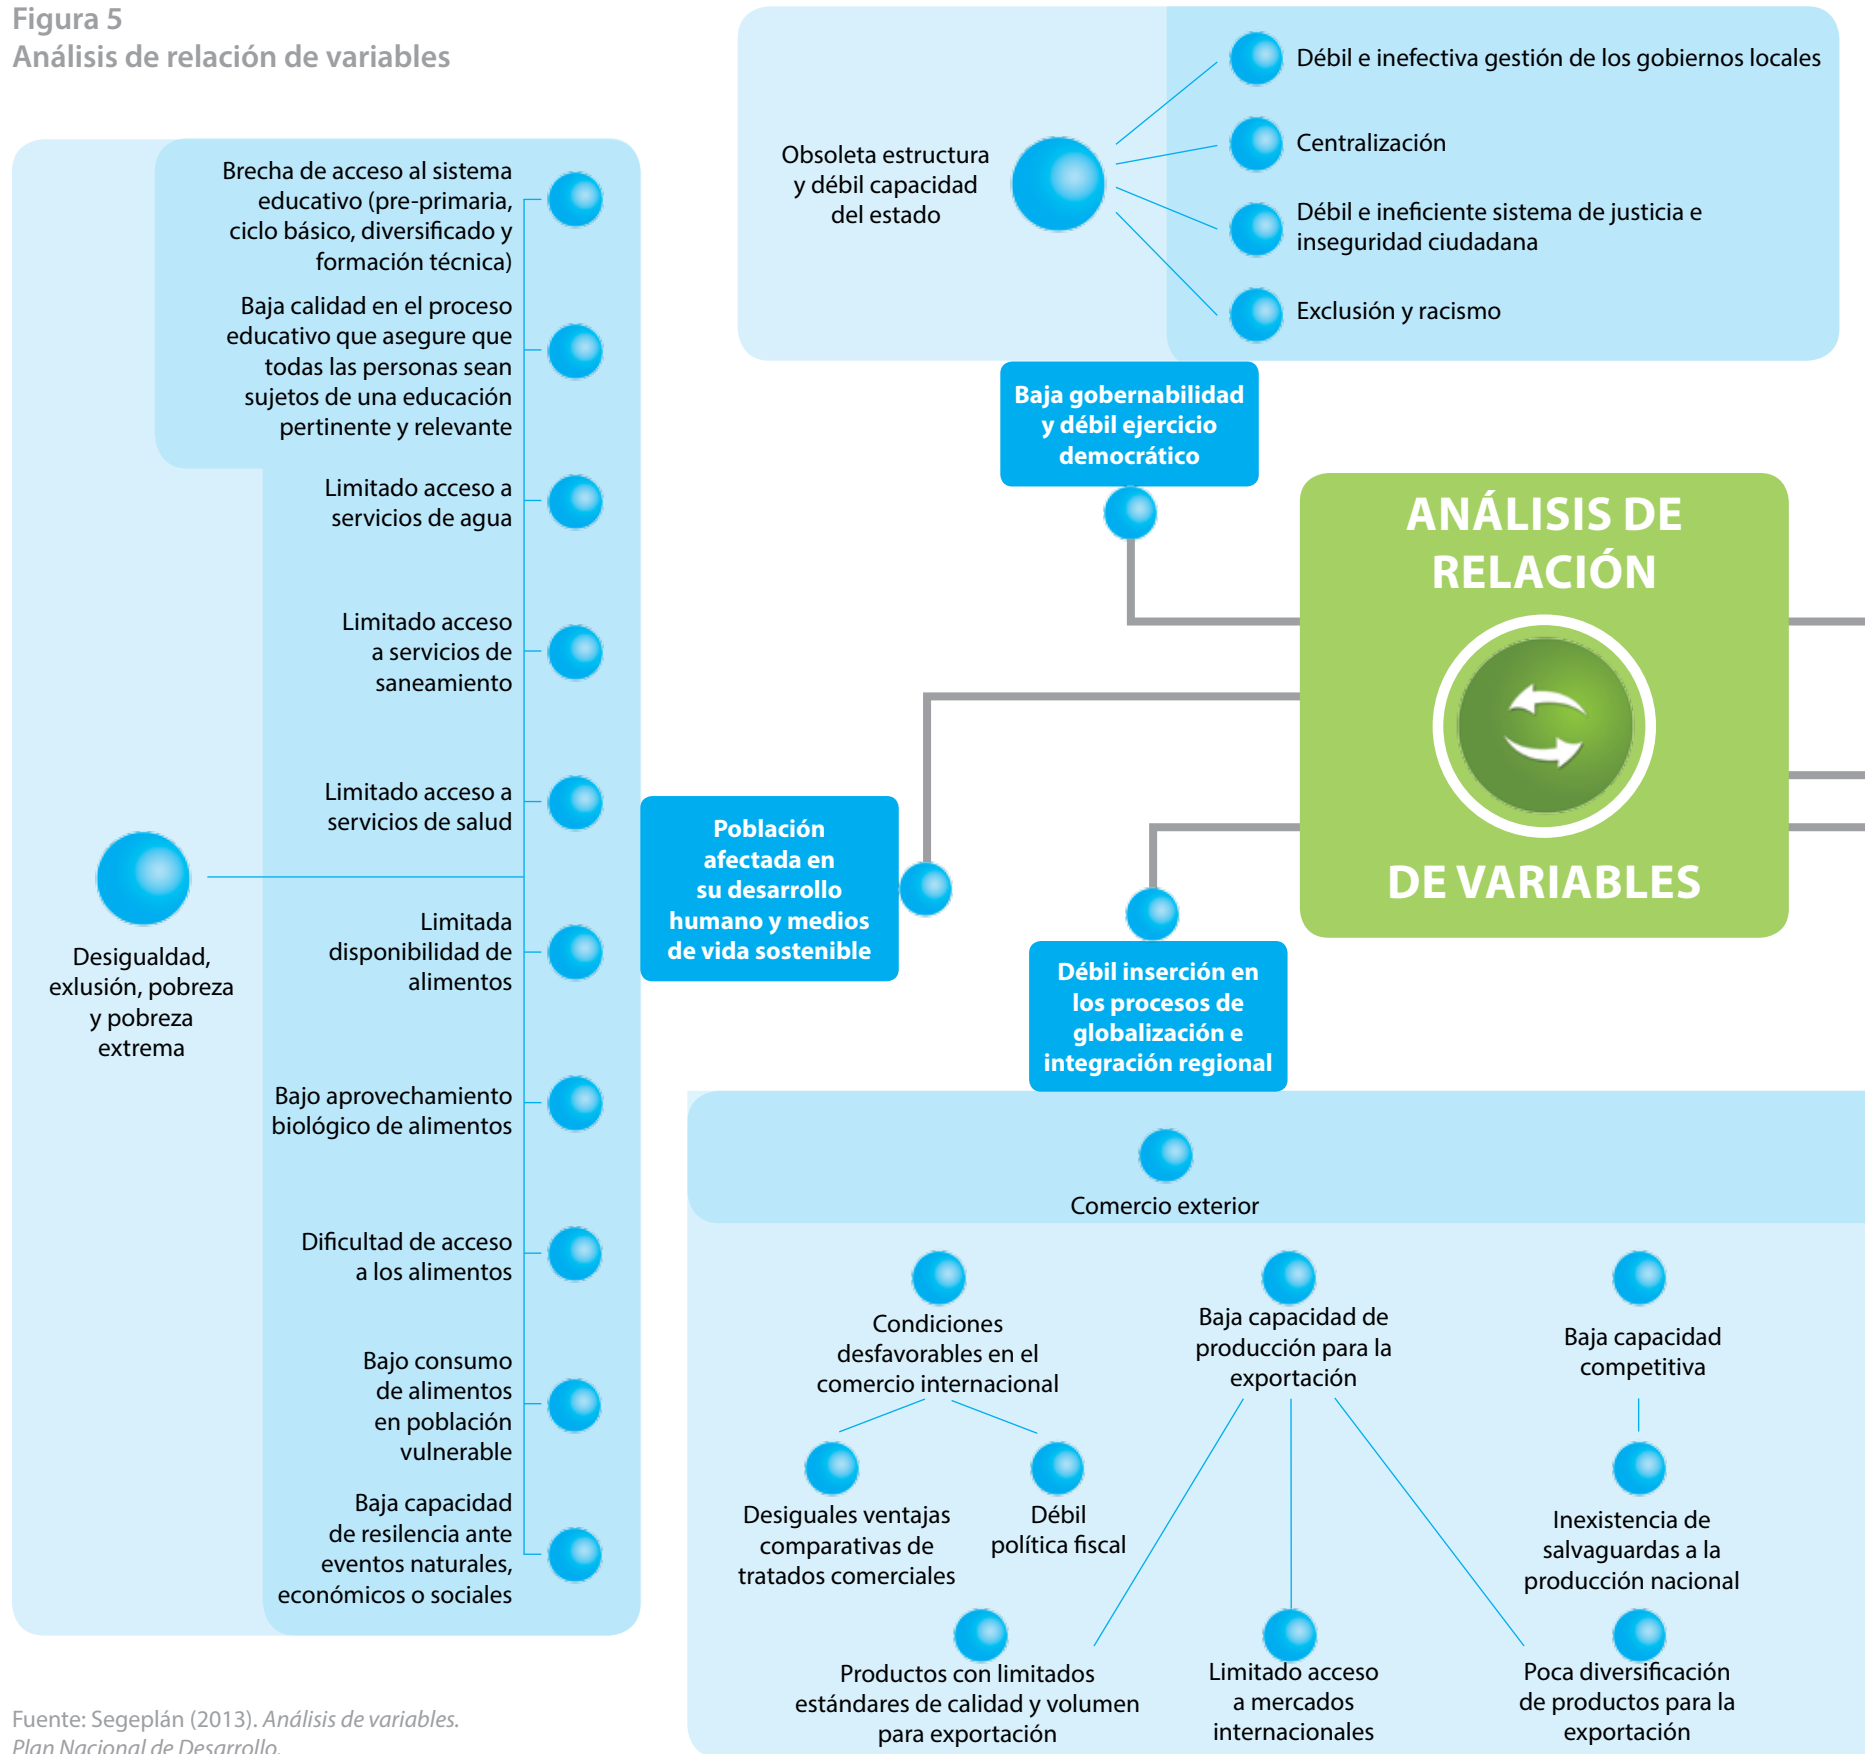 Figura 5
Análisis de relación de variables
Brecha de acceso al sistema
educativo (pre-primaria,
ciclo básico, diversificado y
formación técnica)
Baja calidad en el proceso
educativo que asegure que
todas las personas sean
sujetos de una educación
pertinente y relevante
Limitado acceso a
servicios de agua
Limitado acceso
a servicios de
saneamiento
Limitado acceso a
servicios de salud
Limitada
disponibilidad de
alimentos
Bajo aprovechamiento
biológico de alimentos
Dificultad de acceso
a los alimentos
Bajo consumo
de alimentos
en población
vulnerable
Baja capacidad
de resilencia ante
eventos naturales,
económicos o sociales
Desigualdad,
exlusión, pobreza
y pobreza
extrema
Población
afectada en
su desarrollo
humano y medios
de vida sostenible
Obsoleta estructura
y débil capacidad
del estado
Débil e inefectiva gestión de los gobiernos locales
Centralización
Débil e ineficiente sistema de justicia e
inseguridad ciudadana
Exclusión y racismo
Baja gobernabilidad
y débil ejercicio
democrático
ANÁLISIS DE
RELACIÓN
DE VARIABLES
Débil inserción en
los procesos de
globalización e
integración regional
Comercio exterior
Condiciones
desfavorables en el
comercio internacional
Baja capacidad de
producción para la
exportación
Baja capacidad
competitiva
Desiguales ventajas
comparativas de
tratados comerciales
Débil
política fiscal
Inexistencia de
salvaguardas a la
producción nacional
Productos con limitados
estándares de calidad y volumen
para exportación
Limitado acceso
a mercados
internacionales
Poca diversificación
de productos para la
exportación
Fuente: Segeplán (2013). Análisis de variables.
Plan Nacional de Desarrollo.